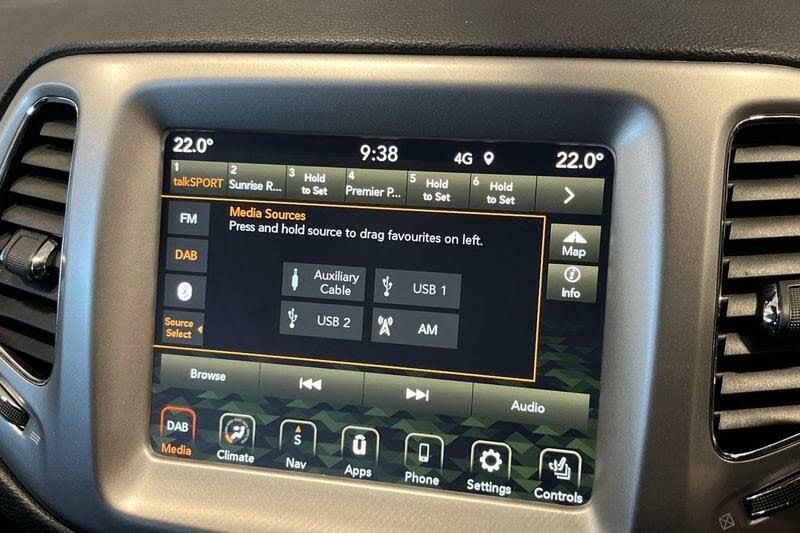 22.0°
9:38
4G
22.0°
1
talkSPORT
2
Sunrise R...
3 Hold
to Set
4
Premier P...
5 Hold
to Set
6 Hold
to Set
FM
DAB
Source
Select
Media Sources
Press and hold source to drag favourites on left.
Auxiliary
Cable
USB 1
USB 2
AM
Map
Info
Browse
Audio
DAB
Media
Climate
S
Nav
Apps
Phone
Settings
Controls